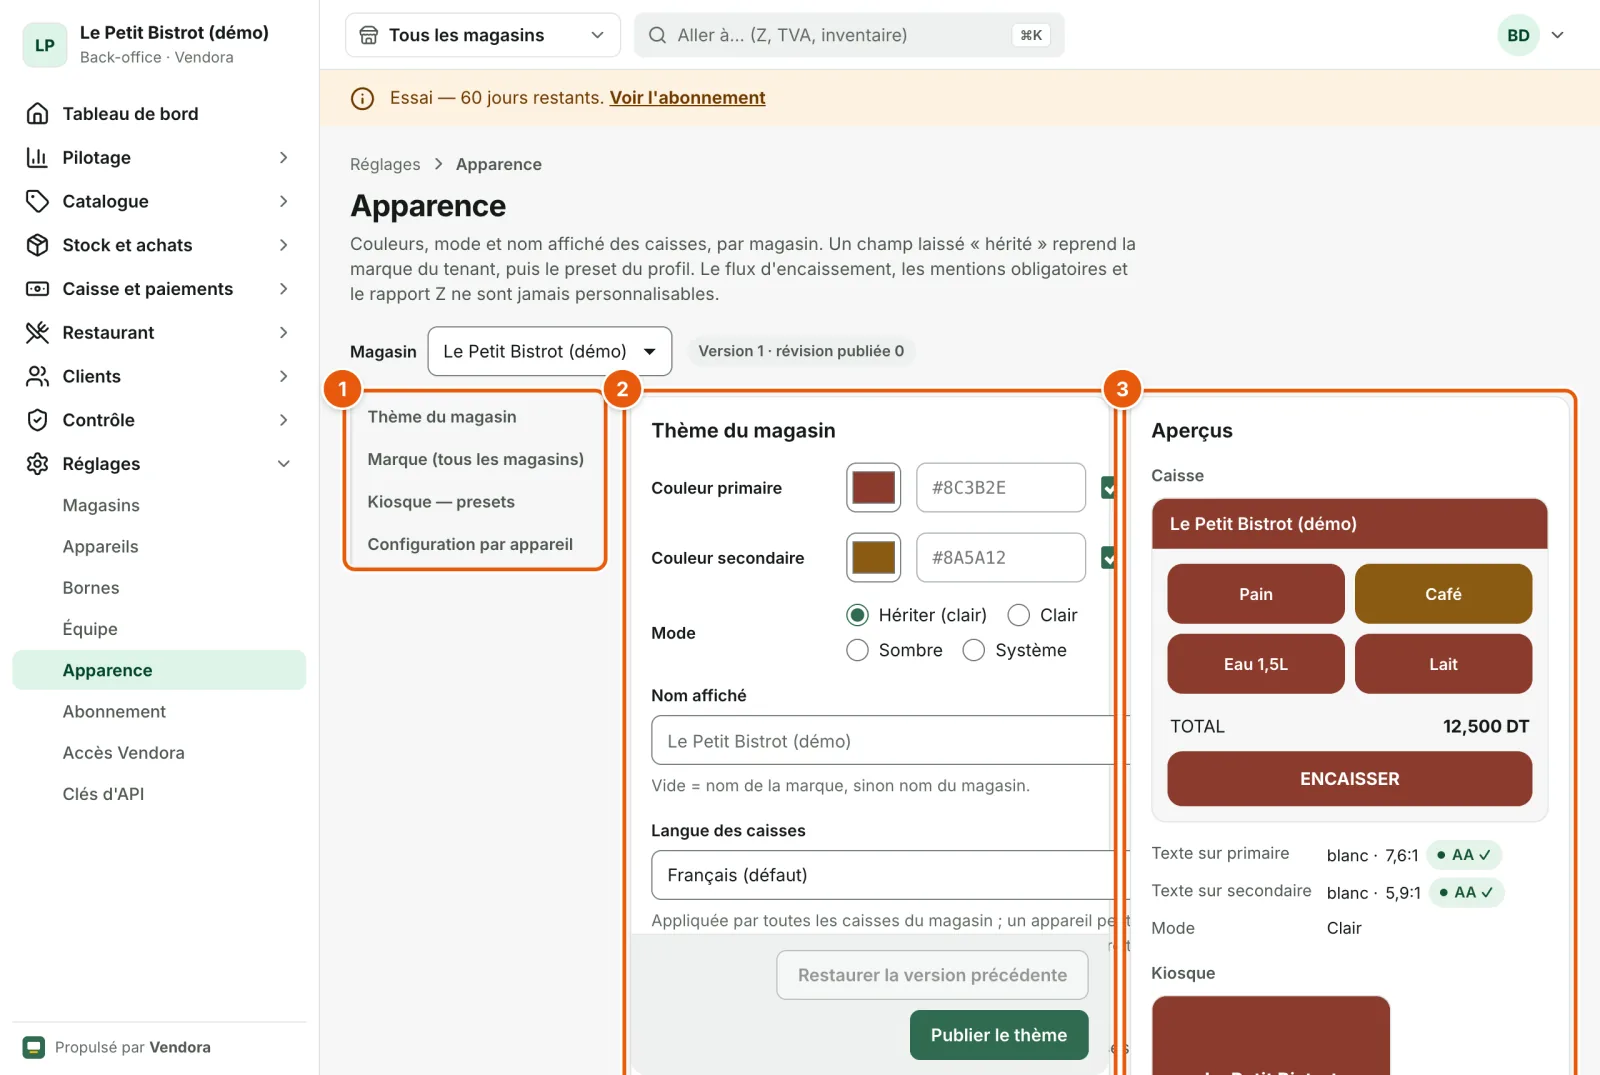 LP
Le Petit Bistrot (démo)
Back-office · Vendora
Tableau de bord
Pilotage
Catalogue
Stock et achats
Caisse et paiements
Restaurant
Clients
Contrôle
Réglages
Magasins
Appareils
Bornes
Équipe
Apparence
Abonnement
Accès Vendora
Clés d'API
Propulsé par Vendora
Tous les magasins
Aller à... (Z, TVA, inventaire)
⌘K
BD
Essai — 60 jours restants. Voir l'abonnement
Réglages > Apparence
Apparence
Couleurs, mode et nom affiché des caisses, par magasin. Un champ laissé « hérité » reprend la
marque du tenant, puis le preset du profil. Le flux d'encaissement, les mentions obligatoires et
le rapport Z ne sont jamais personnalisables.
Magasin
Le Petit Bistrot (démo)
Version 1 · révision publiée 0
1
Thème du magasin
Marque (tous les magasins)
Kiosque — presets
Configuration par appareil
2
Thème du magasin
Couleur primaire
#8C3B2E
Couleur secondaire
#8A5A12
Mode
Hériter (clair)
Clair
Sombre
Système
Nom affiché
Le Petit Bistrot (démo)
Vide = nom de la marque, sinon nom du magasin.
Langue des caisses
Français (défaut)
Appliquée par toutes les caisses du magasin ; un appareil
Restaurer la version précédente
Publier le thème
3
Aperçus
Caisse
Le Petit Bistrot (démo)
Pain
Café
Eau 1,5L
Lait
TOTAL 12,500 DT
ENCAISSER
Texte sur primaire blanc · 7,6:1 • AA ✓
Texte sur secondaire blanc · 5,9:1 • AA ✓
Mode Clair
Kiosque